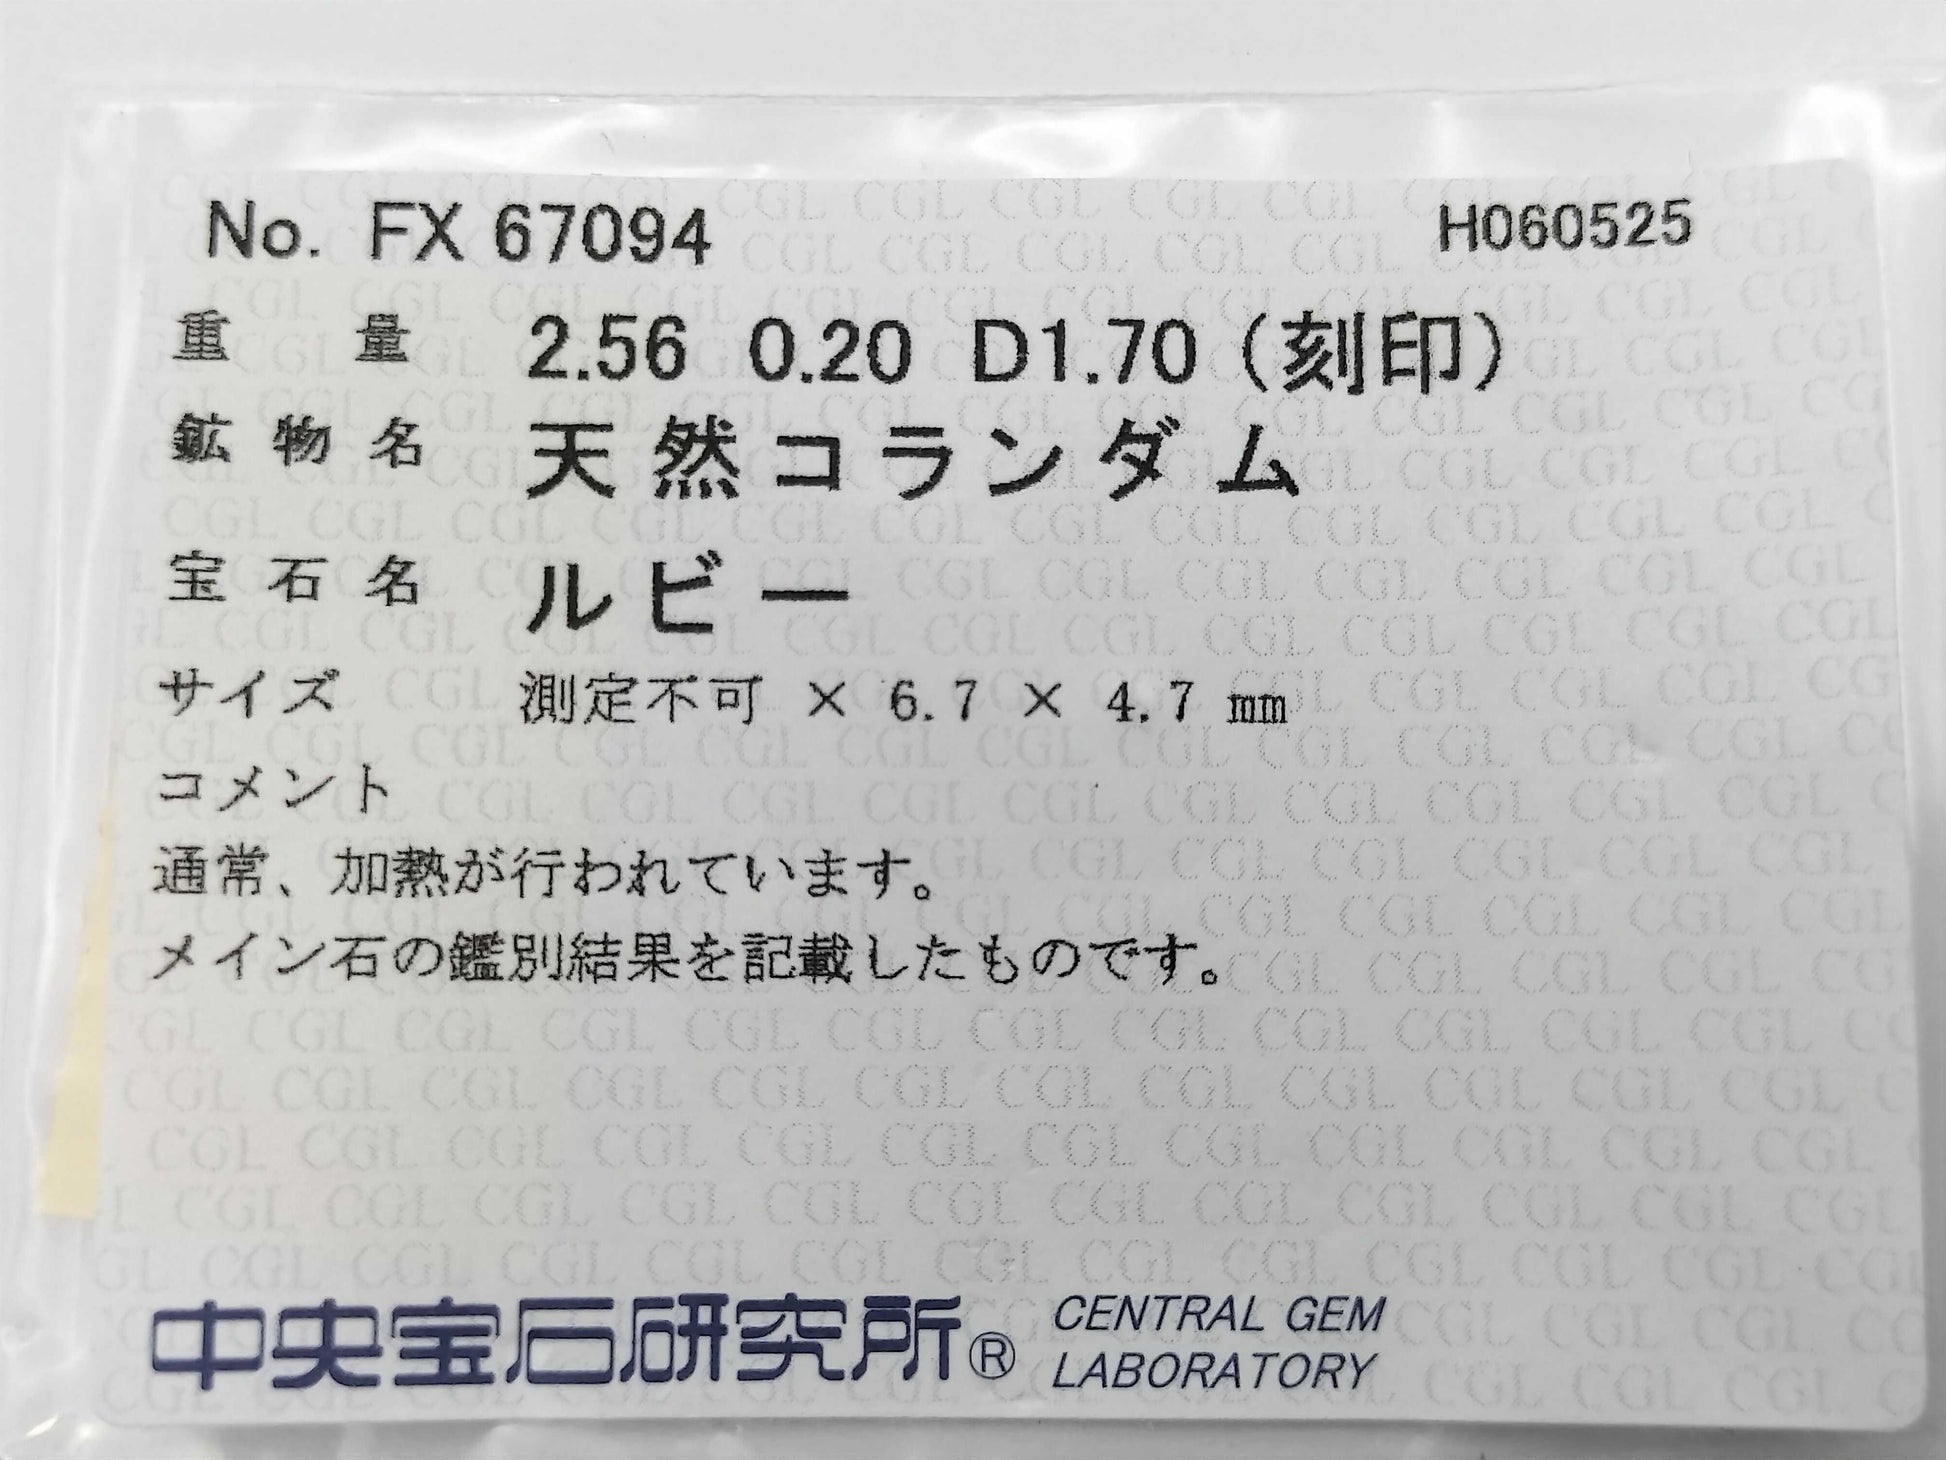 No. FX 67094 H060525
重量 2.56 0.20 D1.70 (刻印)
鉱物名 天然コランダム
宝石名 ルビー
サイズ 測定不可 × 6.7 × 4.7 mm
コメント
通常、加熱が行われています。
メイン石の鑑別結果を記載したものです。
中央宝石研究所® CENTRAL GEM
LABORATORY